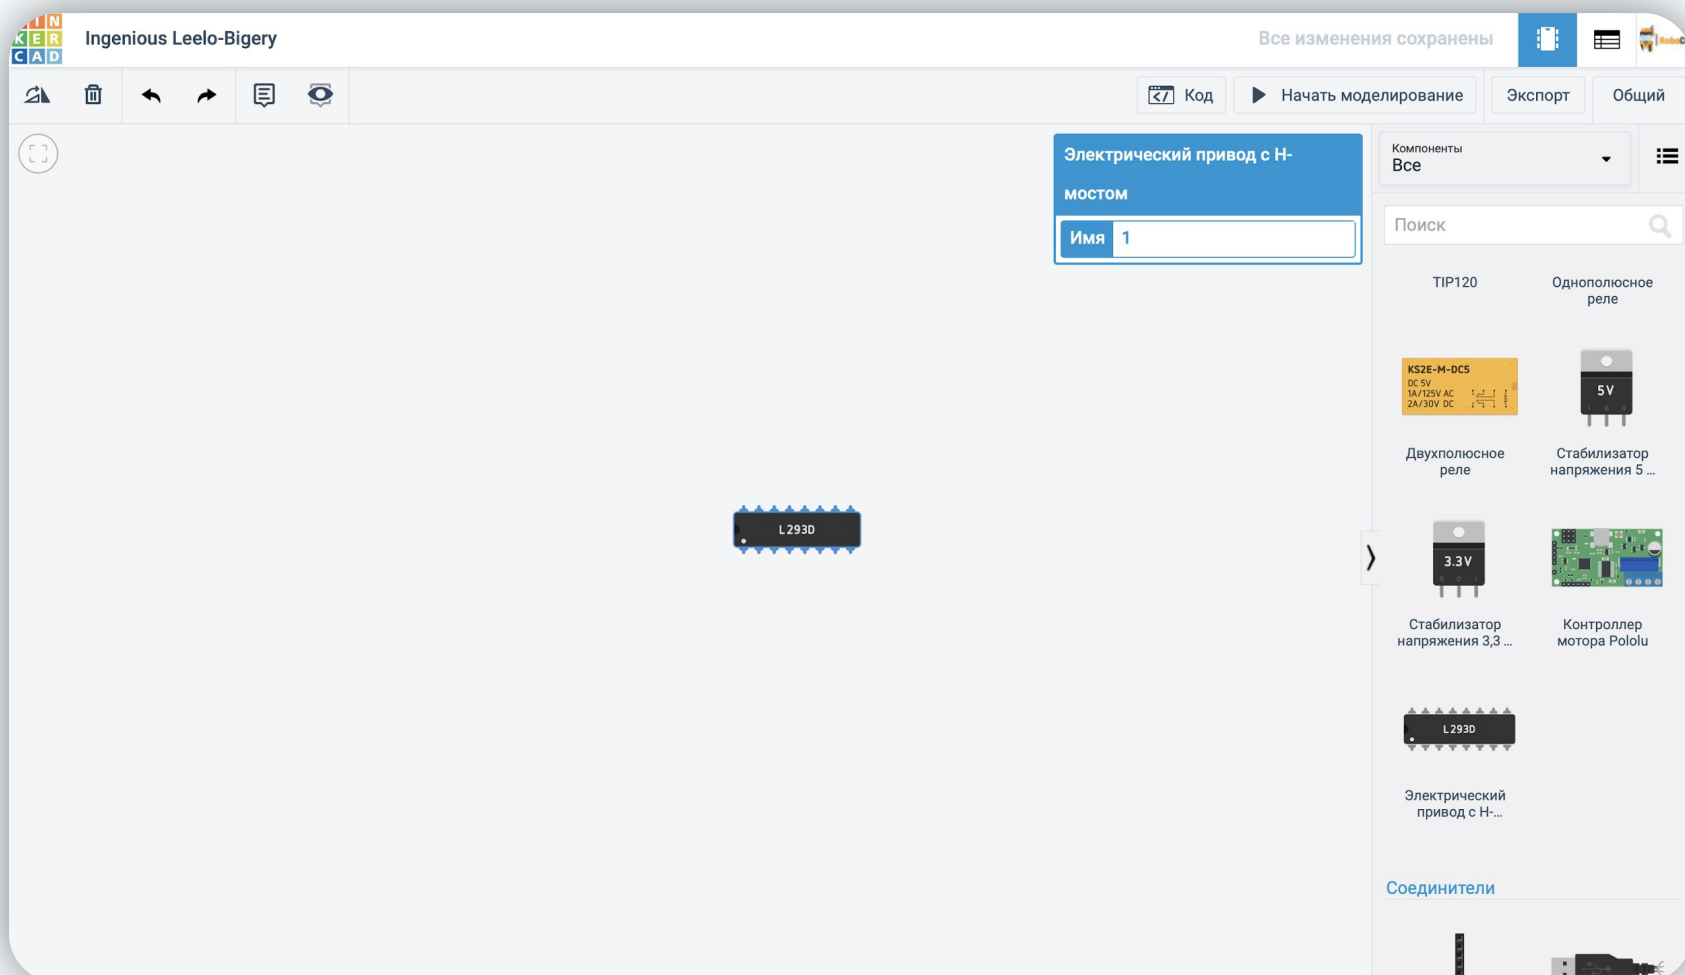 TIN
KER
CAD
Ingenious Leelo-Bigery
Все изменения сохранены
Код
Начать моделирование
Экспорт
Общий
Электрический привод с Н-
мостом
Имя 1
L293D
Компоненты
Все
Поиск
TIP120
Однополюсное
реле
KS2E-M-DC5
DC 5V
1A/125V AC
2A/30V DC
5V
Двухполюсное
реле
Стабилизатор
напряжения 5 ...
3.3V
Стабилизатор
напряжения 3,3 ...
Контроллер
мотора Pololu
L293D
Электрический
привод с Н-...
Соединители